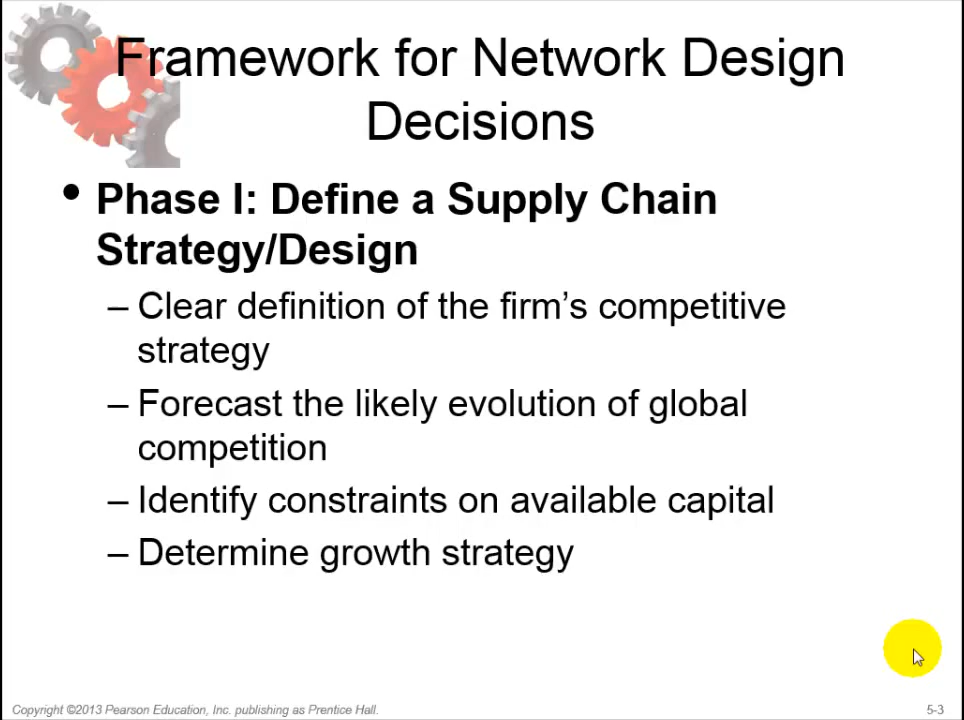 Framework for Network Design
Decisions
• Phase I: Define a Supply Chain
Strategy/Design
– Clear definition of the firm’s competitive
strategy
– Forecast the likely evolution of global
competition
– Identify constraints on available capital
– Determine growth strategy
Copyright ©2013 Pearson Education, Inc. publishing as Prentice Hall.
5-3